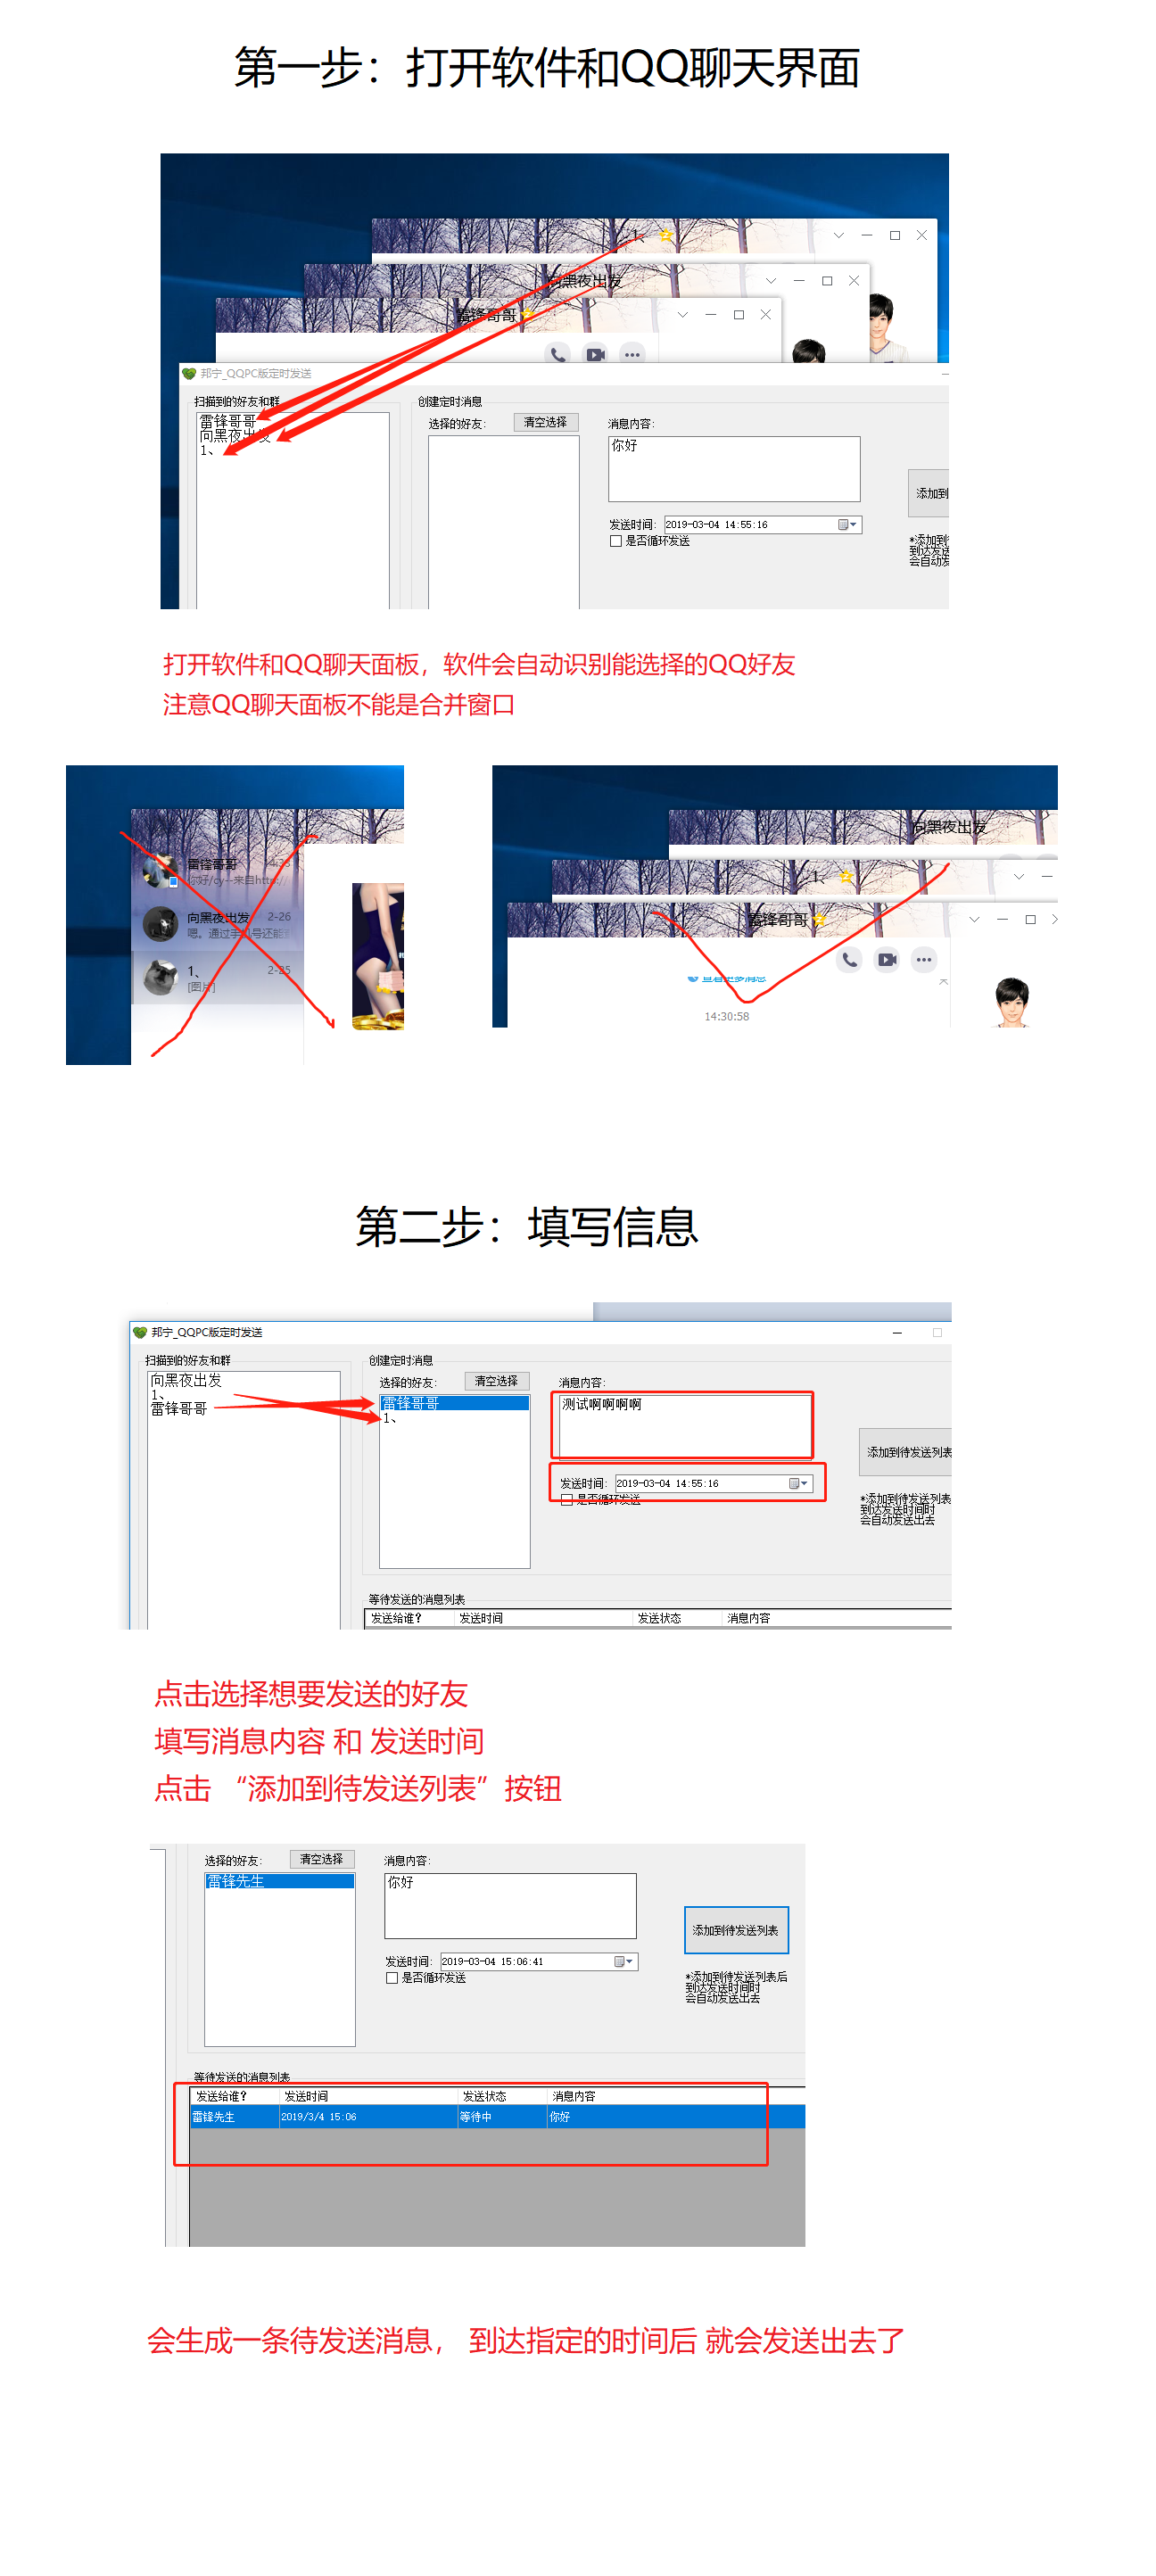 第一步：打开软件和QQ聊天界面
1、
向黑夜出发
雷锋哥哥
邦宁_QQPC版定时发送
扫描到的好友和群
雷锋哥哥
向黑夜出发
1、
创建定时消息
选择的好友:
清空选择
消息内容:
你好
发送时间:
2019-03-04 14:55:16
是否循环发送
添加到
*添加到
到达发送
会自动发
打开软件和QQ聊天面板，软件会自动识别能选择的QQ好友
注意QQ聊天面板不能是合并窗口
雷锋哥哥
你好/cy--来自http://
向黑夜出发
2-26
嗯。通过手机号还能
1、
2-25
[图片]
向黑夜出发
1、
雷锋哥哥
查看更多消息
14:30:58
第二步：填写信息
邦宁_QQPC版定时发送
扫描到的好友和群
向黑夜出发
1、
雷锋哥哥
创建定时消息
选择的好友:
清空选择
雷锋哥哥
1、
消息内容:
测试啊啊啊啊
发送时间:
2019-03-04 14:55:16
是否循环发送
添加到待发送列表
*添加到待发送列表
到达发送时间时
会自动发送出去
等待发送的消息列表
发送给谁?
发送时间
发送状态
消息内容
点击选择想要发送的好友
填写消息内容 和 发送时间
点击 “添加到待发送列表”按钮
选择的好友:
清空选择
雷锋先生
消息内容:
你好
发送时间:
2019-03-04 15:06:41
是否循环发送
添加到待发送列表
*添加到待发送列表后
到达发送时间时
会自动发送出去
等待发送的消息列表
发送给谁?
发送时间
发送状态
消息内容
雷锋先生
2019/3/4 15:06
等待中
你好
会生成一条待发送消息， 到达指定的时间后 就会发送出去了